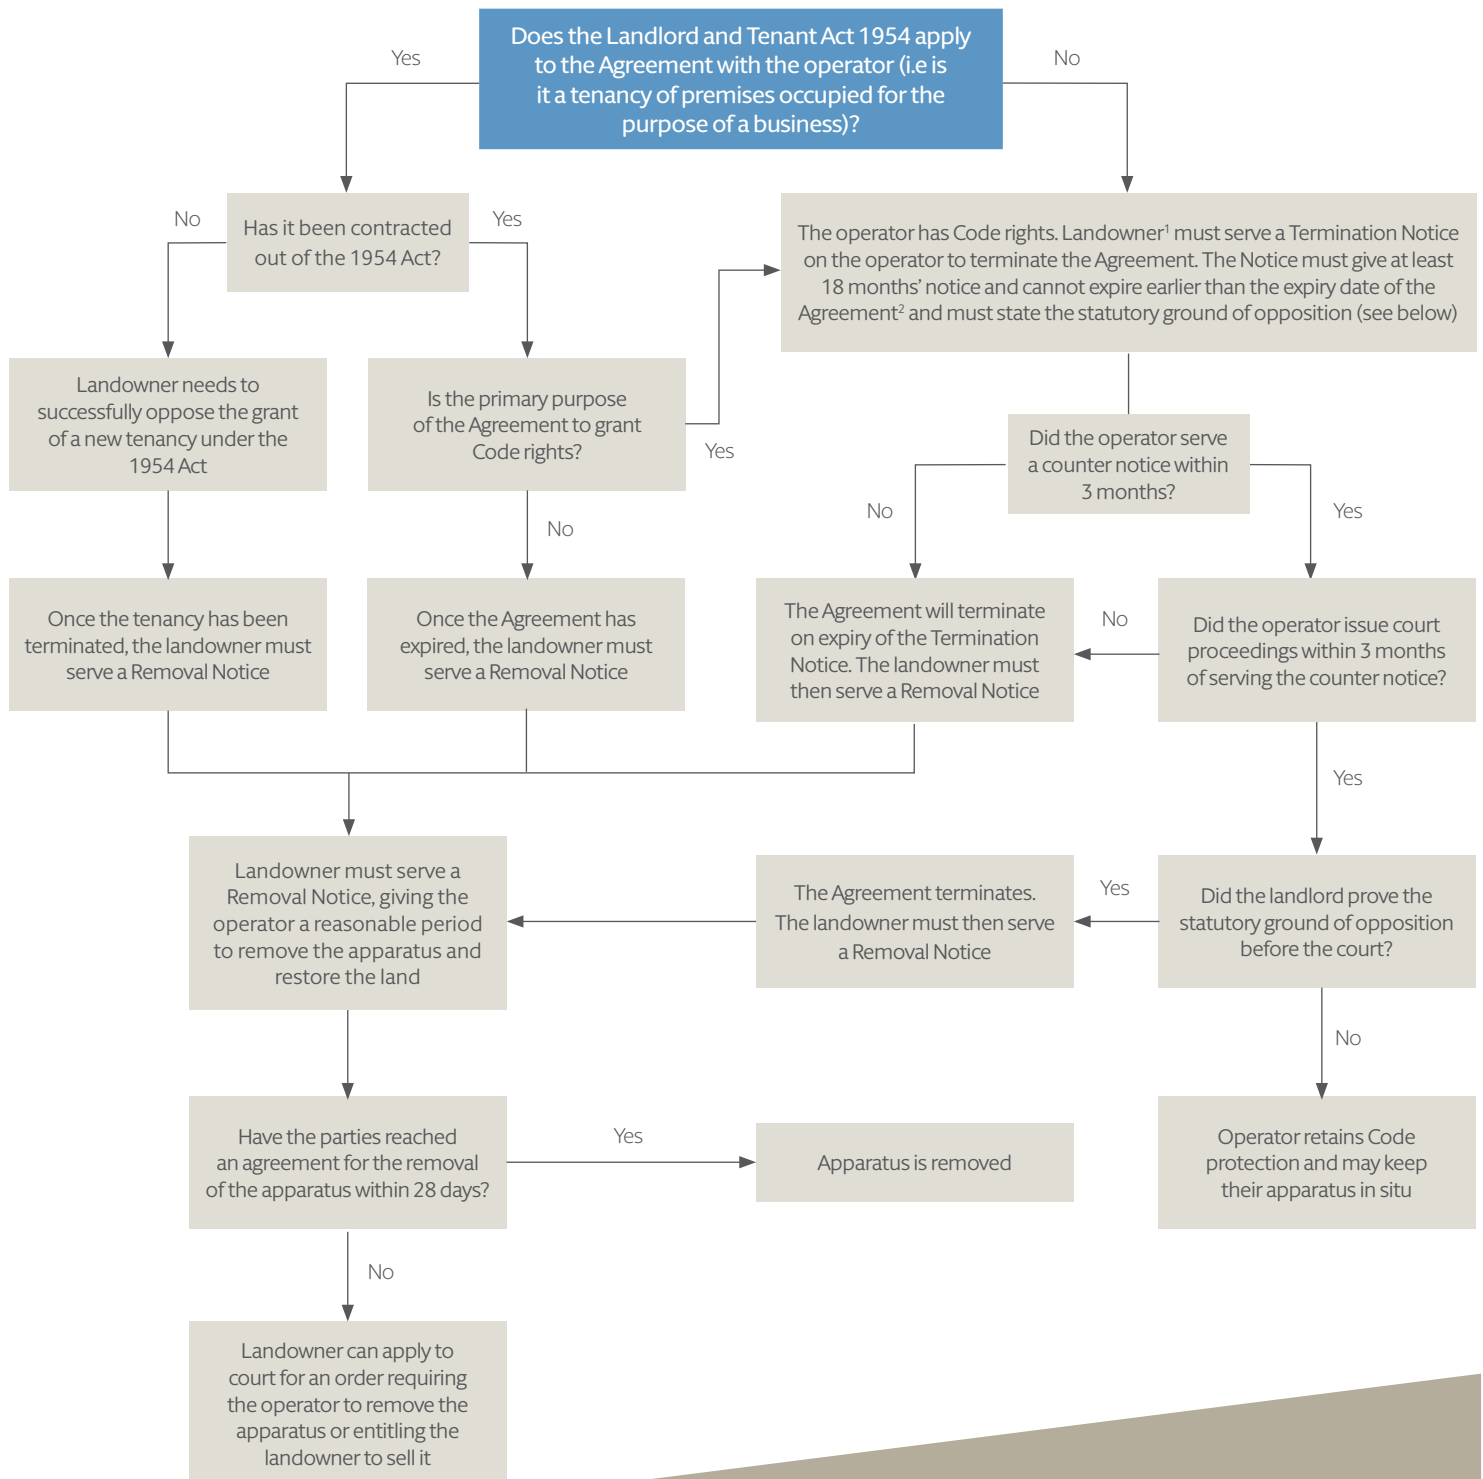 Does the Landlord and Tenant Act 1954 apply
to the Agreement with the operator (i.e is
it a tenancy of premises occupied for the
purpose of a business)?
Yes
No
Has it been contracted
out of the 1954 Act?
No
Yes
The operator has Code rights. Landowner¹ must serve a Termination Notice
on the operator to terminate the Agreement. The Notice must give at least
18 months’ notice and cannot expire earlier than the expiry date of the
Agreement² and must state the statutory ground of opposition (see below)
Landowner needs to
successfully oppose the grant
of a new tenancy under the
1954 Act
Is the primary purpose
of the Agreement to grant
Code rights?
Yes
No
Did the operator serve
a counter notice within
3 months?
No
Yes
Once the tenancy has been
terminated, the landowner must
serve a Removal Notice
Once the Agreement has
expired, the landowner must
serve a Removal Notice
The Agreement will terminate
on expiry of the Termination
Notice. The landowner must
then serve a Removal Notice
No
Did the operator issue court
proceedings within 3 months
of serving the counter notice?
Yes
Landowner must serve a
Removal Notice, giving the
operator a reasonable period
to remove the apparatus and
restore the land
The Agreement terminates.
The landowner must then serve
a Removal Notice
Yes
Did the landlord prove the
statutory ground of opposition
before the court?
No
Have the parties reached
an agreement for the removal
of the apparatus within 28 days?
Yes
Apparatus is removed
Operator retains Code
protection and may keep
their apparatus in situ
No
Landowner can apply to
court for an order requiring
the operator to remove the
apparatus or entitling the
landowner to sell it